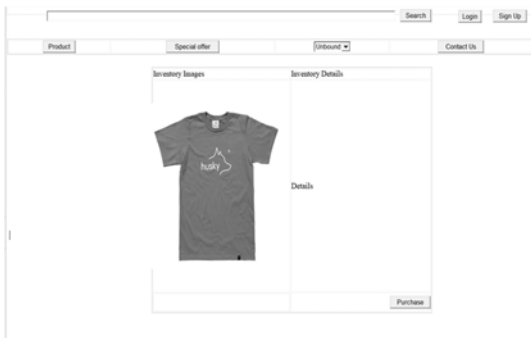 Search Login Sign Up
Product Special offer Unbound Contact Us
Inventory Images Inventory Details
husky
Details
Purchase